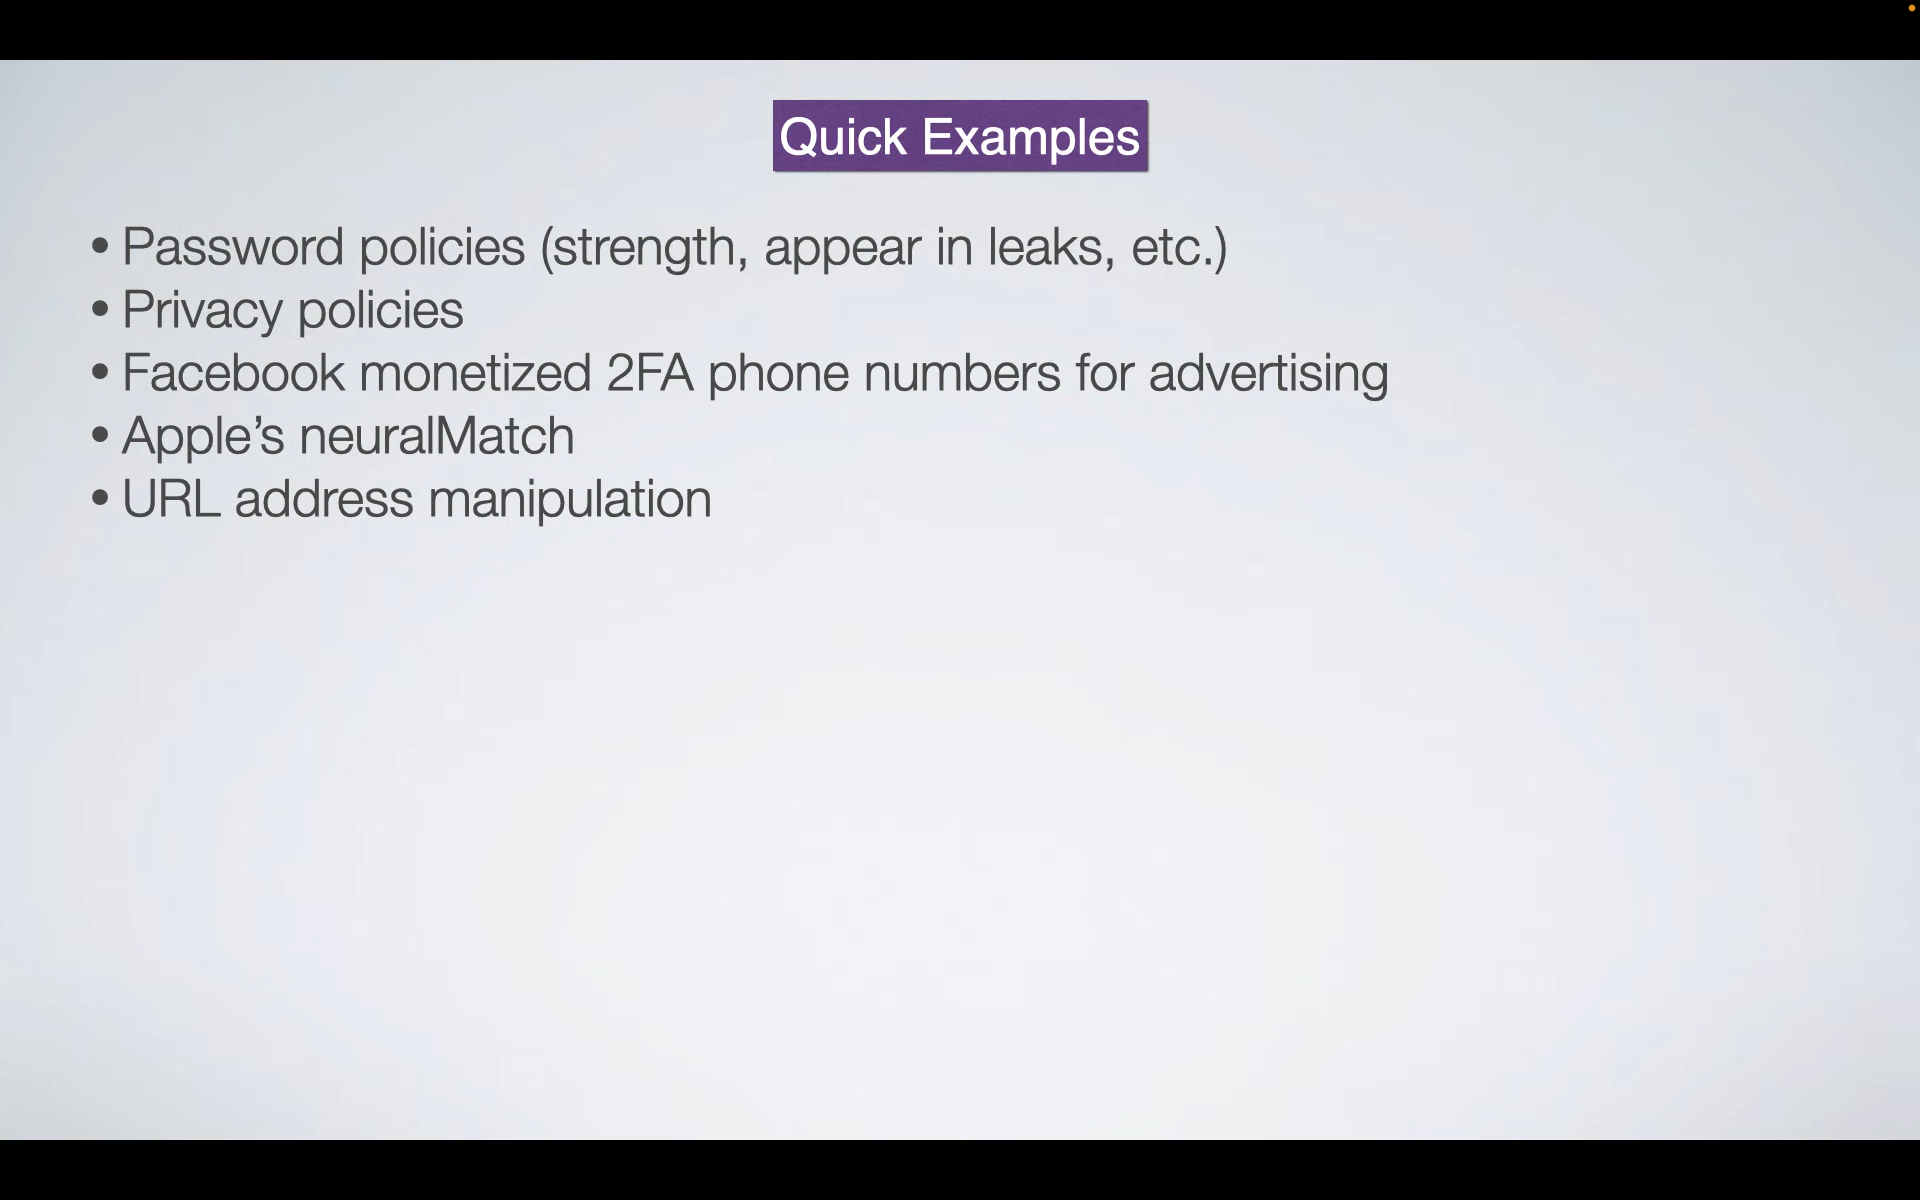 Quick Examples
• Password policies (strength, appear in leaks, etc.)
• Privacy policies
• Facebook monetized 2FA phone numbers for advertising
• Apple’s neuralMatch
• URL address manipulation